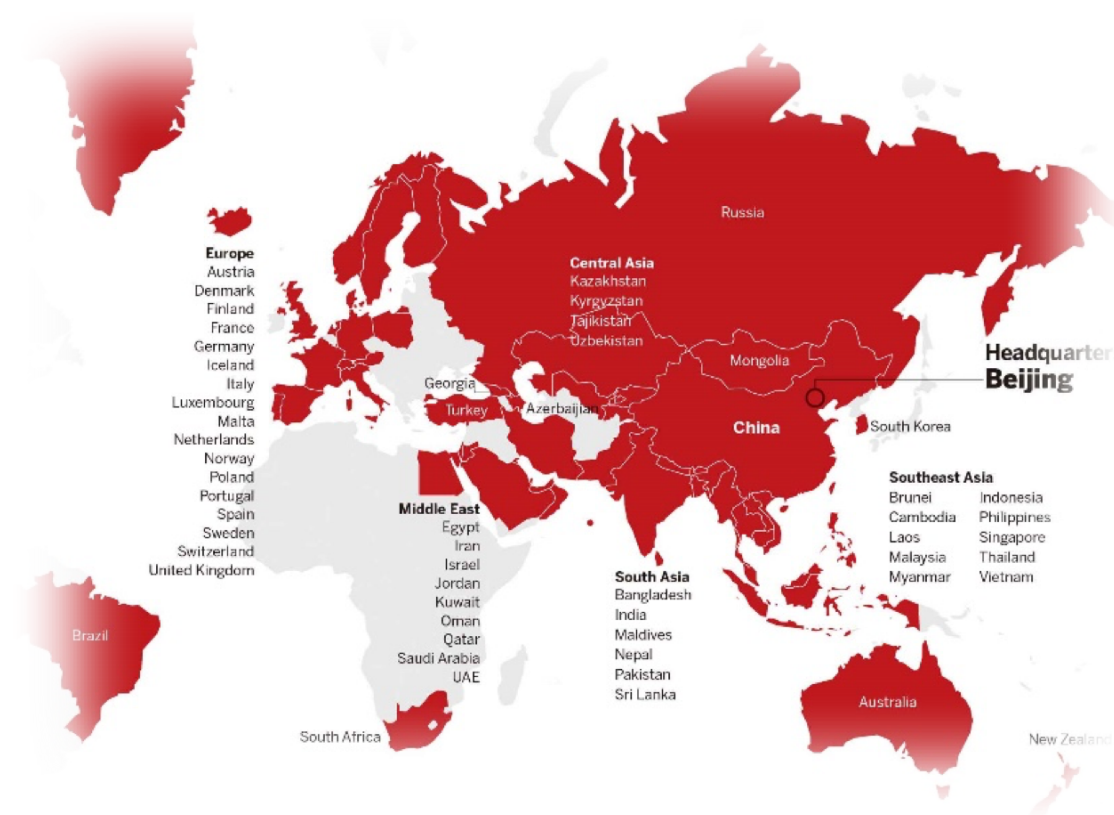 Russia
Europe
Austria
Denmark
Finland
France
Germany
Iceland
Italy
Luxembourg
Malta
Netherlands
Norway
Poland
Portugal
Spain
Sweden
Switzerland
United Kingdom
Central Asia
Kazakhstan
Kyrgyzstan
Tajikistan
Uzbekistan
Mongolia
Headquarter
Beijing
Georgia
Turkey
Azerbaijian
China
South Korea
Middle East
Egypt
Iran
Israel
Jordan
Kuwait
Oman
Qatar
Saudi Arabia
UAE
South Asia
Bangladesh
India
Maldives
Nepal
Pakistan
Sri Lanka
Southeast Asia
Brunei Indonesia
Cambodia Philippines
Laos Singapore
Malaysia Thailand
Myanmar Vietnam
Brazil
South Africa
Australia
New Zealand